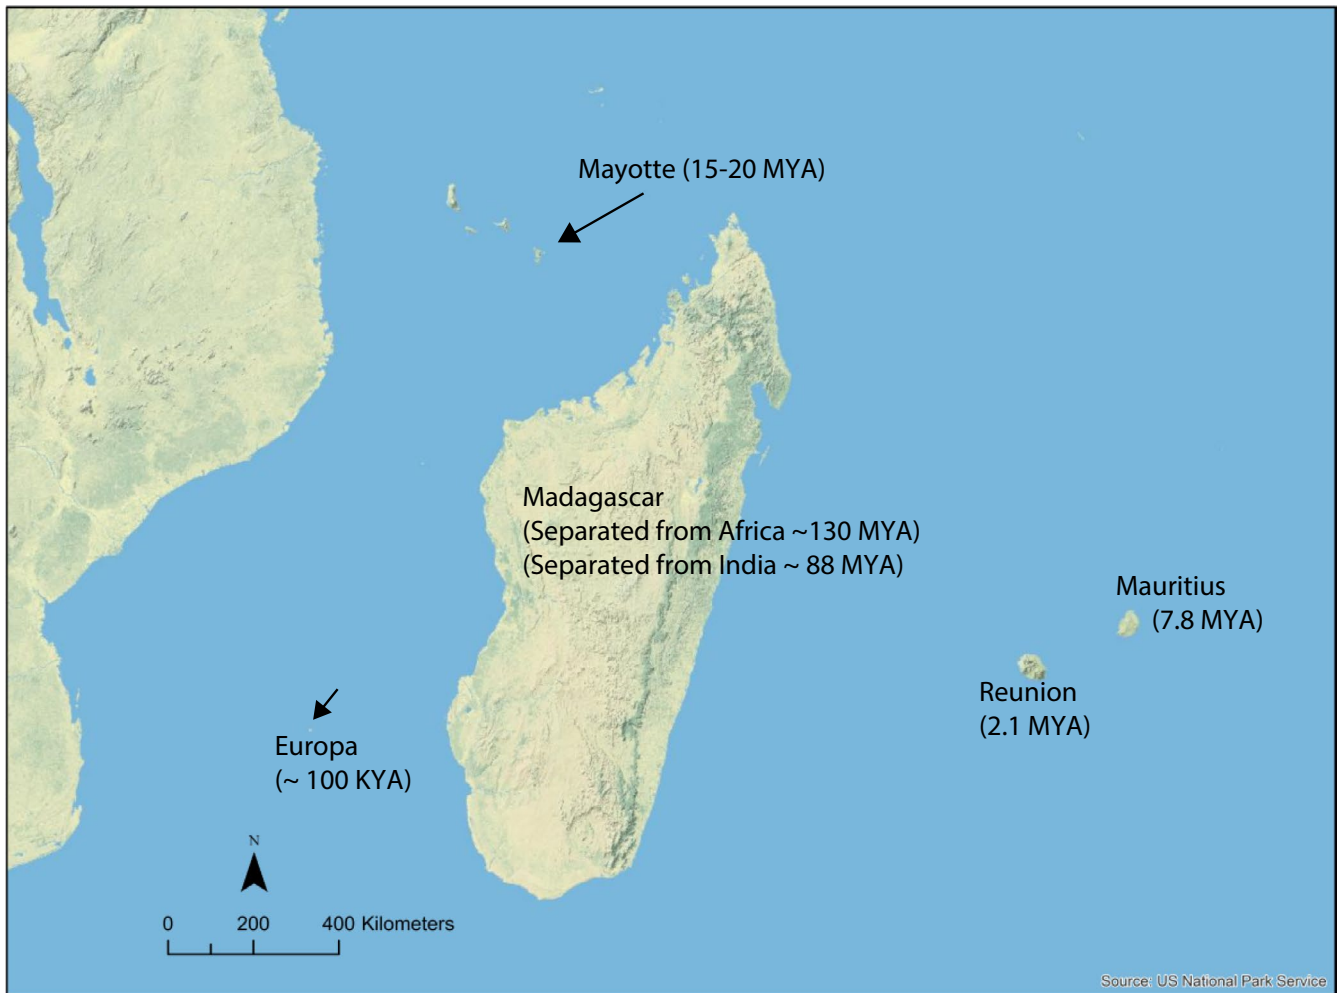 Mayotte (15-20 MYA)
Madagascar
(Separated from Africa ~130 MYA)
(Separated from India ~ 88 MYA)
Mauritius
(7.8 MYA)
Reunion
(2.1 MYA)
Europa
(~ 100 KYA)
N
0 200 400 Kilometers
Source: US National Park Service